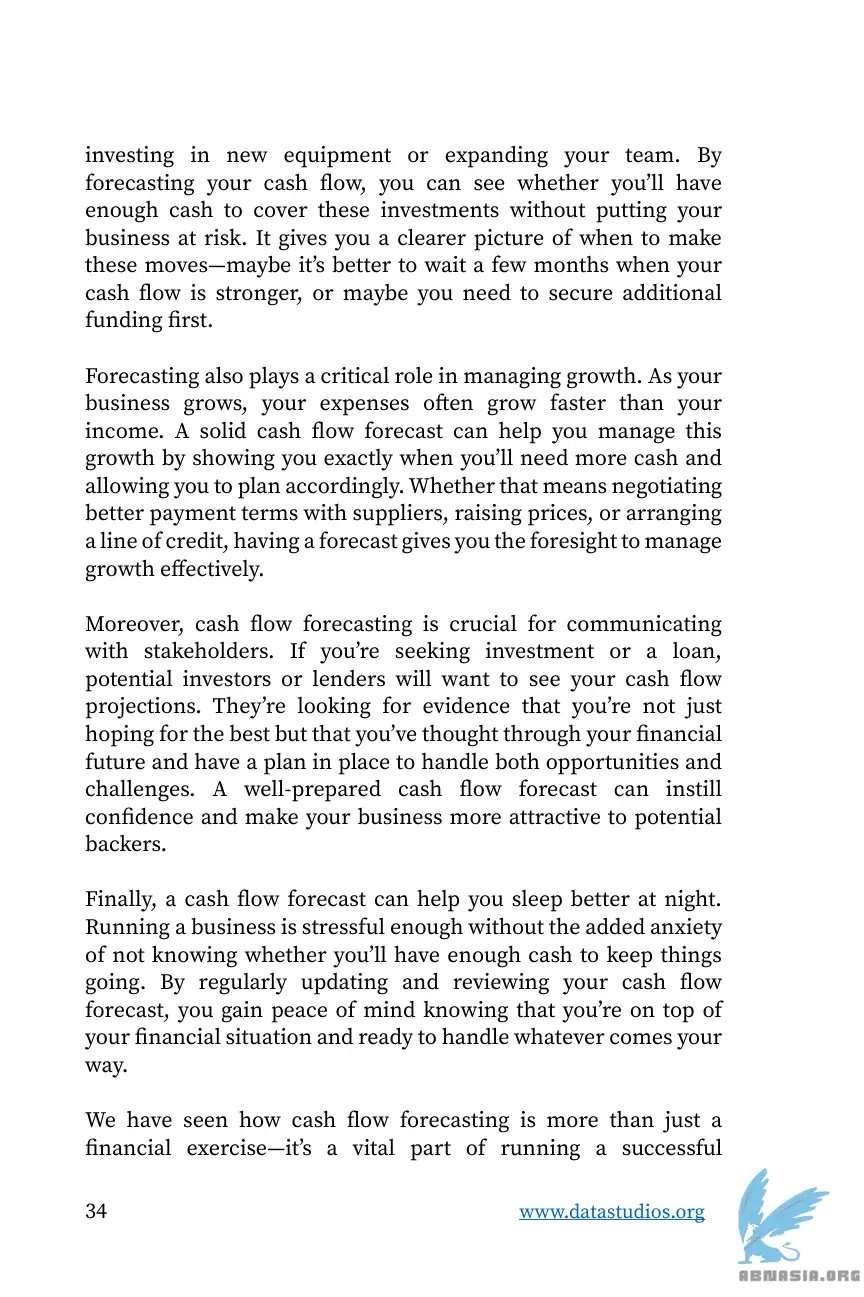 investing in new equipment or expanding your team. By
forecasting your cash flow, you can see whether you’ll have
enough cash to cover these investments without putting your
business at risk. It gives you a clearer picture of when to make
these moves—maybe it’s better to wait a few months when your
cash flow is stronger, or maybe you need to secure additional
funding first.
Forecasting also plays a critical role in managing growth. As your
business grows, your expenses often grow faster than your
income. A solid cash flow forecast can help you manage this
growth by showing you exactly when you’ll need more cash and
allowing you to plan accordingly. Whether that means negotiating
better payment terms with suppliers, raising prices, or arranging
a line of credit, having a forecast gives you the foresight to manage
growth effectively.
Moreover, cash flow forecasting is crucial for communicating
with stakeholders. If you’re seeking investment or a loan,
potential investors or lenders will want to see your cash flow
projections. They’re looking for evidence that you’re not just
hoping for the best but that you’ve thought through your financial
future and have a plan in place to handle both opportunities and
challenges. A well-prepared cash flow forecast can instill
confidence and make your business more attractive to potential
backers.
Finally, a cash flow forecast can help you sleep better at night.
Running a business is stressful enough without the added anxiety
of not knowing whether you’ll have enough cash to keep things
going. By regularly updating and reviewing your cash flow
forecast, you gain peace of mind knowing that you’re on top of
your financial situation and ready to handle whatever comes your
way.
We have seen how cash flow forecasting is more than just a
financial exercise—it’s a vital part of running a successful
34 www.datastudios.org
ABNASIA.ORG